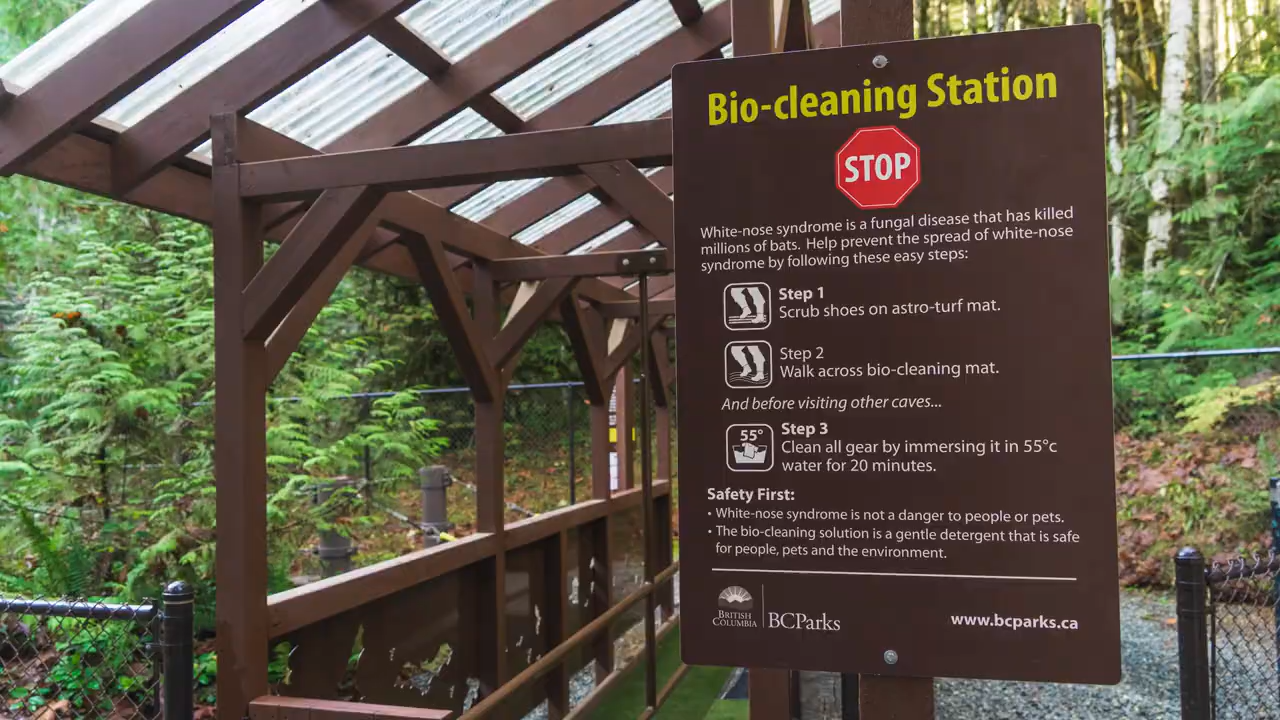 Bio-cleaning Station
STOP
White-nose syndrome is a fungal disease that has killed
millions of bats. Help prevent the spread of white-nose
syndrome by following these easy steps:
Step 1
Scrub shoes on astro-turf mat.
Step 2
Walk across bio-cleaning mat.
And before visiting other caves...
55°
Step 3
Clean all gear by immersing it in 55°c
water for 20 minutes.
Safety First:
• White-nose syndrome is not a danger to people or pets.
• The bio-cleaning solution is a gentle detergent that is safe
for people, pets and the environment.
BRITISH
COLUMBIA
BCParks
www.bcparks.ca